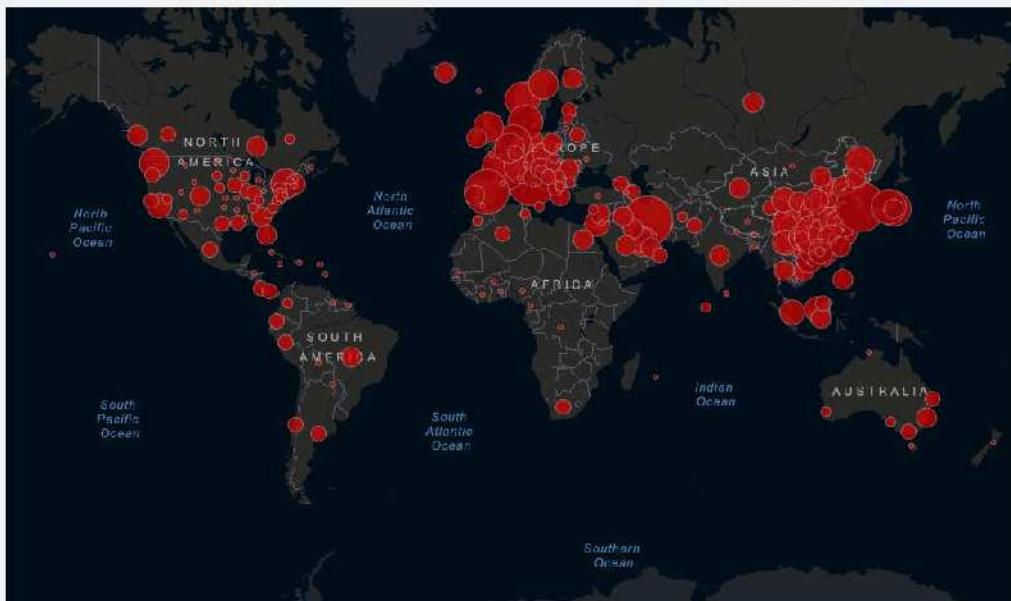 NORTH
AMERICA
ASIA
North
Pacific
Ocean
North
Atlantic
Ocean
North
Pacific
Ocean
AFRICA
SOUTH
AMERICA
Indian
Ocean
AUSTRALIA
South
Pacific
Ocean
South
Atlantic
Ocean
Southern
Ocean